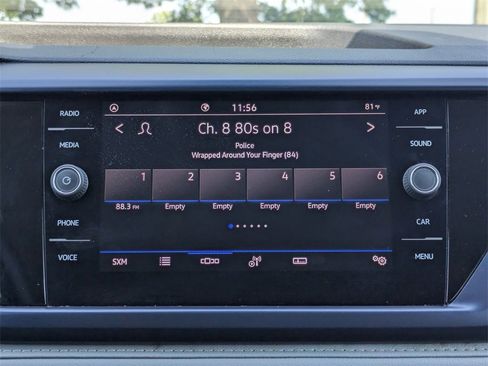 11:56
81°F
RADIO
APP
Ch. 8 80s on 8
MEDIA
SOUND
Police
Wrapped Around Your Finger (84)
1 2 3 4 5 6
88.3 FM Empty Empty Empty Empty Empty
PHONE
CAR
VOICE
SXM
MENU